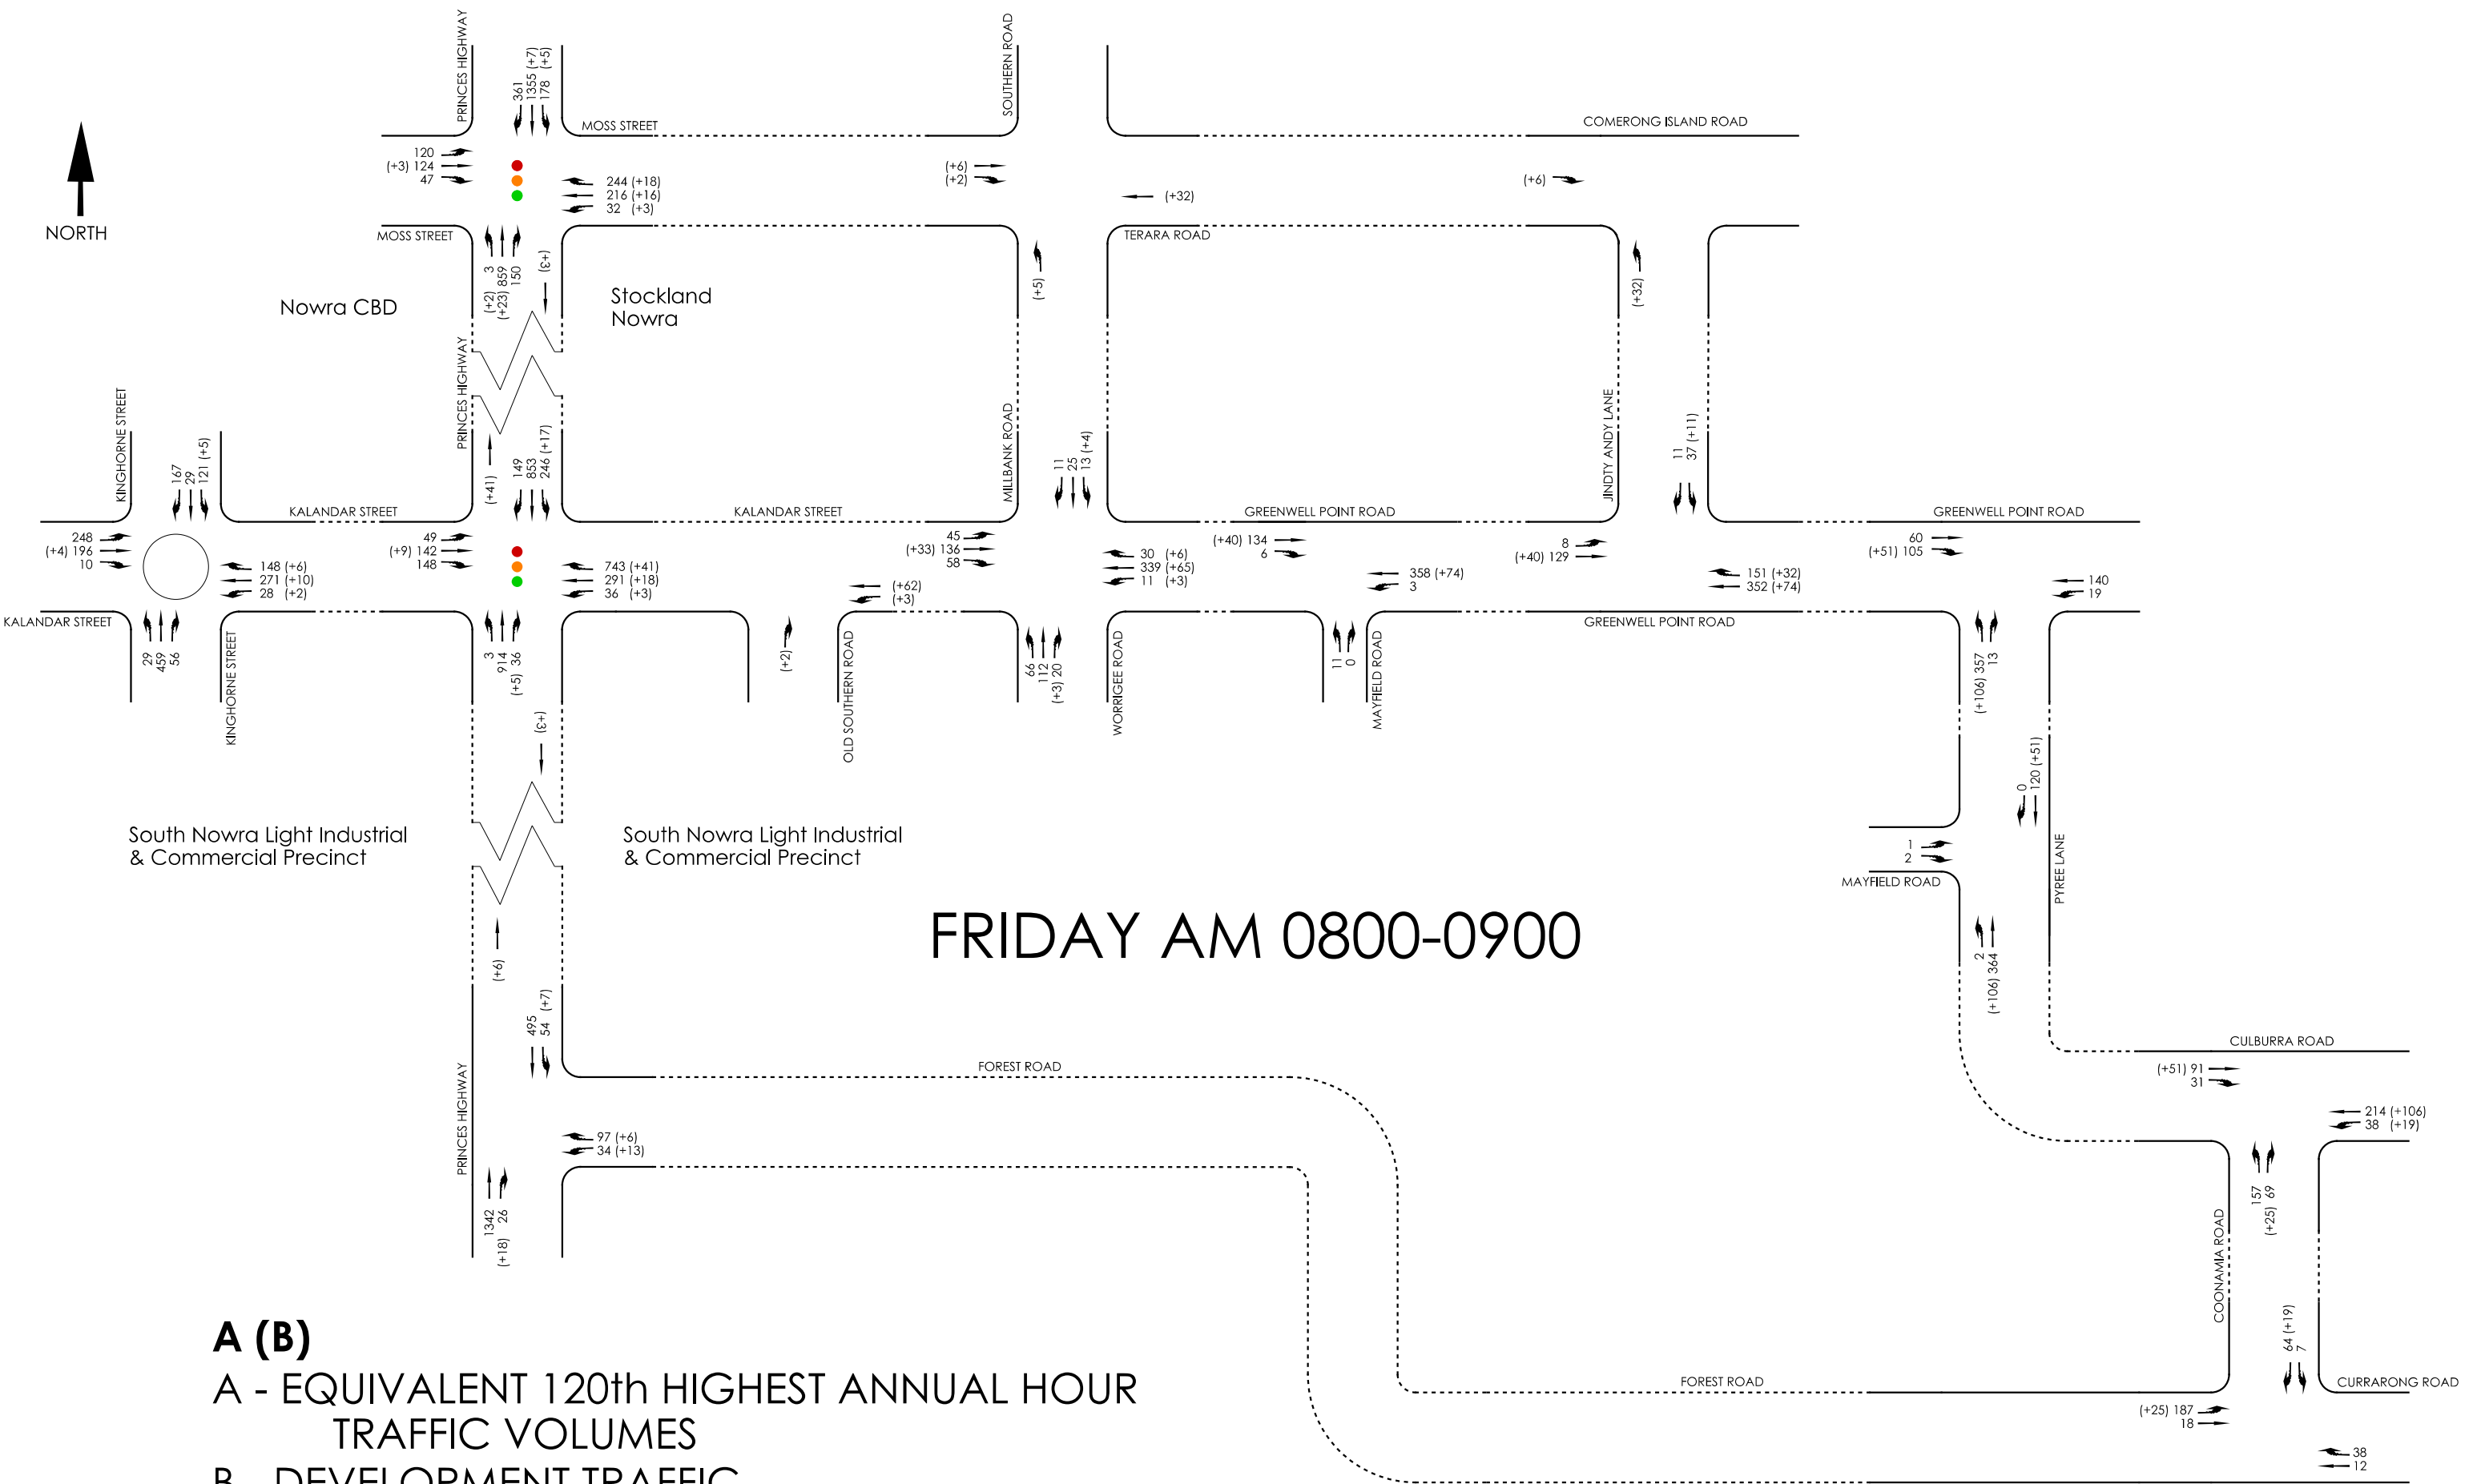 PRINCES HIGHWAY
361
1355 (+7)
178 (+5)
SOUTHERN ROAD
MOSS STREET
COMERONG ISLAND ROAD
120
(+3) 124
47
244 (+18)
216 (+16)
32 (+3)
(+6)
(+2)
(+32)
(+6)
NORTH
MOSS STREET
TERARA ROAD
(+2) 3
(+23) 859
150
(+3)
(+5)
(+32)
Nowra CBD
Stockland
Nowra
KINGHORNE STREET
167
29
121 (+5)
PRINCES HIGHWAY
(+41)
149
853
246 (+17)
MILLBANK ROAD
11
25
13 (+4)
JINDTY ANDY LANE
11
37 (+11)
KALANDAR STREET
KALANDAR STREET
GREENWELL POINT ROAD
GREENWELL POINT ROAD
248
(+4) 196
10
148 (+6)
271 (+10)
28 (+2)
49
(+9) 142
148
743 (+41)
291 (+18)
36 (+3)
45
(+33) 136
58
(+62)
(+3)
30 (+6)
339 (+65)
11 (+3)
(+40) 134
6
358 (+74)
3
8
(+40) 129
151 (+32)
352 (+74)
60
(+51) 105
140
19
KALANDAR STREET
GREENWELL POINT ROAD
29
459
56
KINGHORNE STREET
3
914
(+5) 36
(+2)
OLD SOUTHERN ROAD
66
112
(+3) 20
WORRIGEE ROAD
11
0
MAYFIELD ROAD
(+106) 357
13
(+3)
0
120 (+51)
South Nowra Light Industrial
& Commercial Precinct
South Nowra Light Industrial
& Commercial Precinct
1
2
MAYFIELD ROAD
PYREE LANE
FRIDAY AM 0800-0900
(+6)
2
(+106) 364
495
54 (+7)
CULBURRA ROAD
FOREST ROAD
(+51) 91
31
214 (+106)
38 (+19)
PRINCES HIGHWAY
97 (+6)
34 (+13)
1342
(+18) 26
157
(+25) 69
COONAMIA ROAD
64 (+19)
7
A (B)
A - EQUIVALENT 120th HIGHEST ANNUAL HOUR
TRAFFIC VOLUMES
B - DEVELOPMENT TRAFFIC
FOREST ROAD
CURRARONG ROAD
(+25) 187
18
38
12